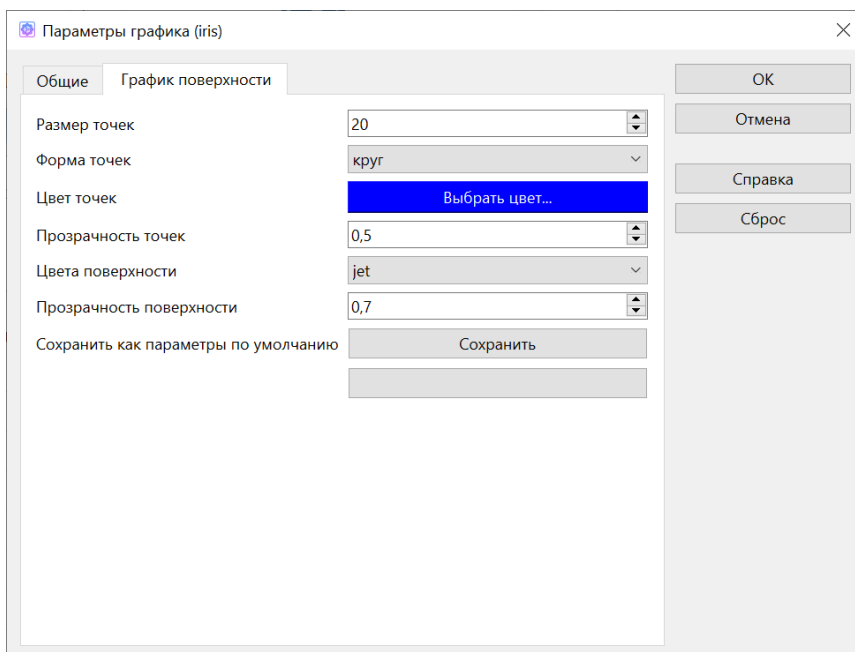 Параметры графика (iris)
Общие
График поверхности
Размер точек
20
Форма точек
круг
Цвет точек
Выбрать цвет...
Прозрачность точек
0,5
Цвета поверхности
jet
Прозрачность поверхности
0,7
Сохранить как параметры по умолчанию
Сохранить
OK
Отмена
Справка
Сброс